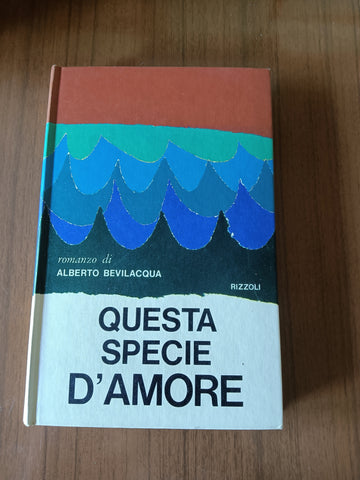 romanzo di
ALBERTO BEVILACQUA
RIZZOLI
QUESTA
SPECIE
D'AMORE